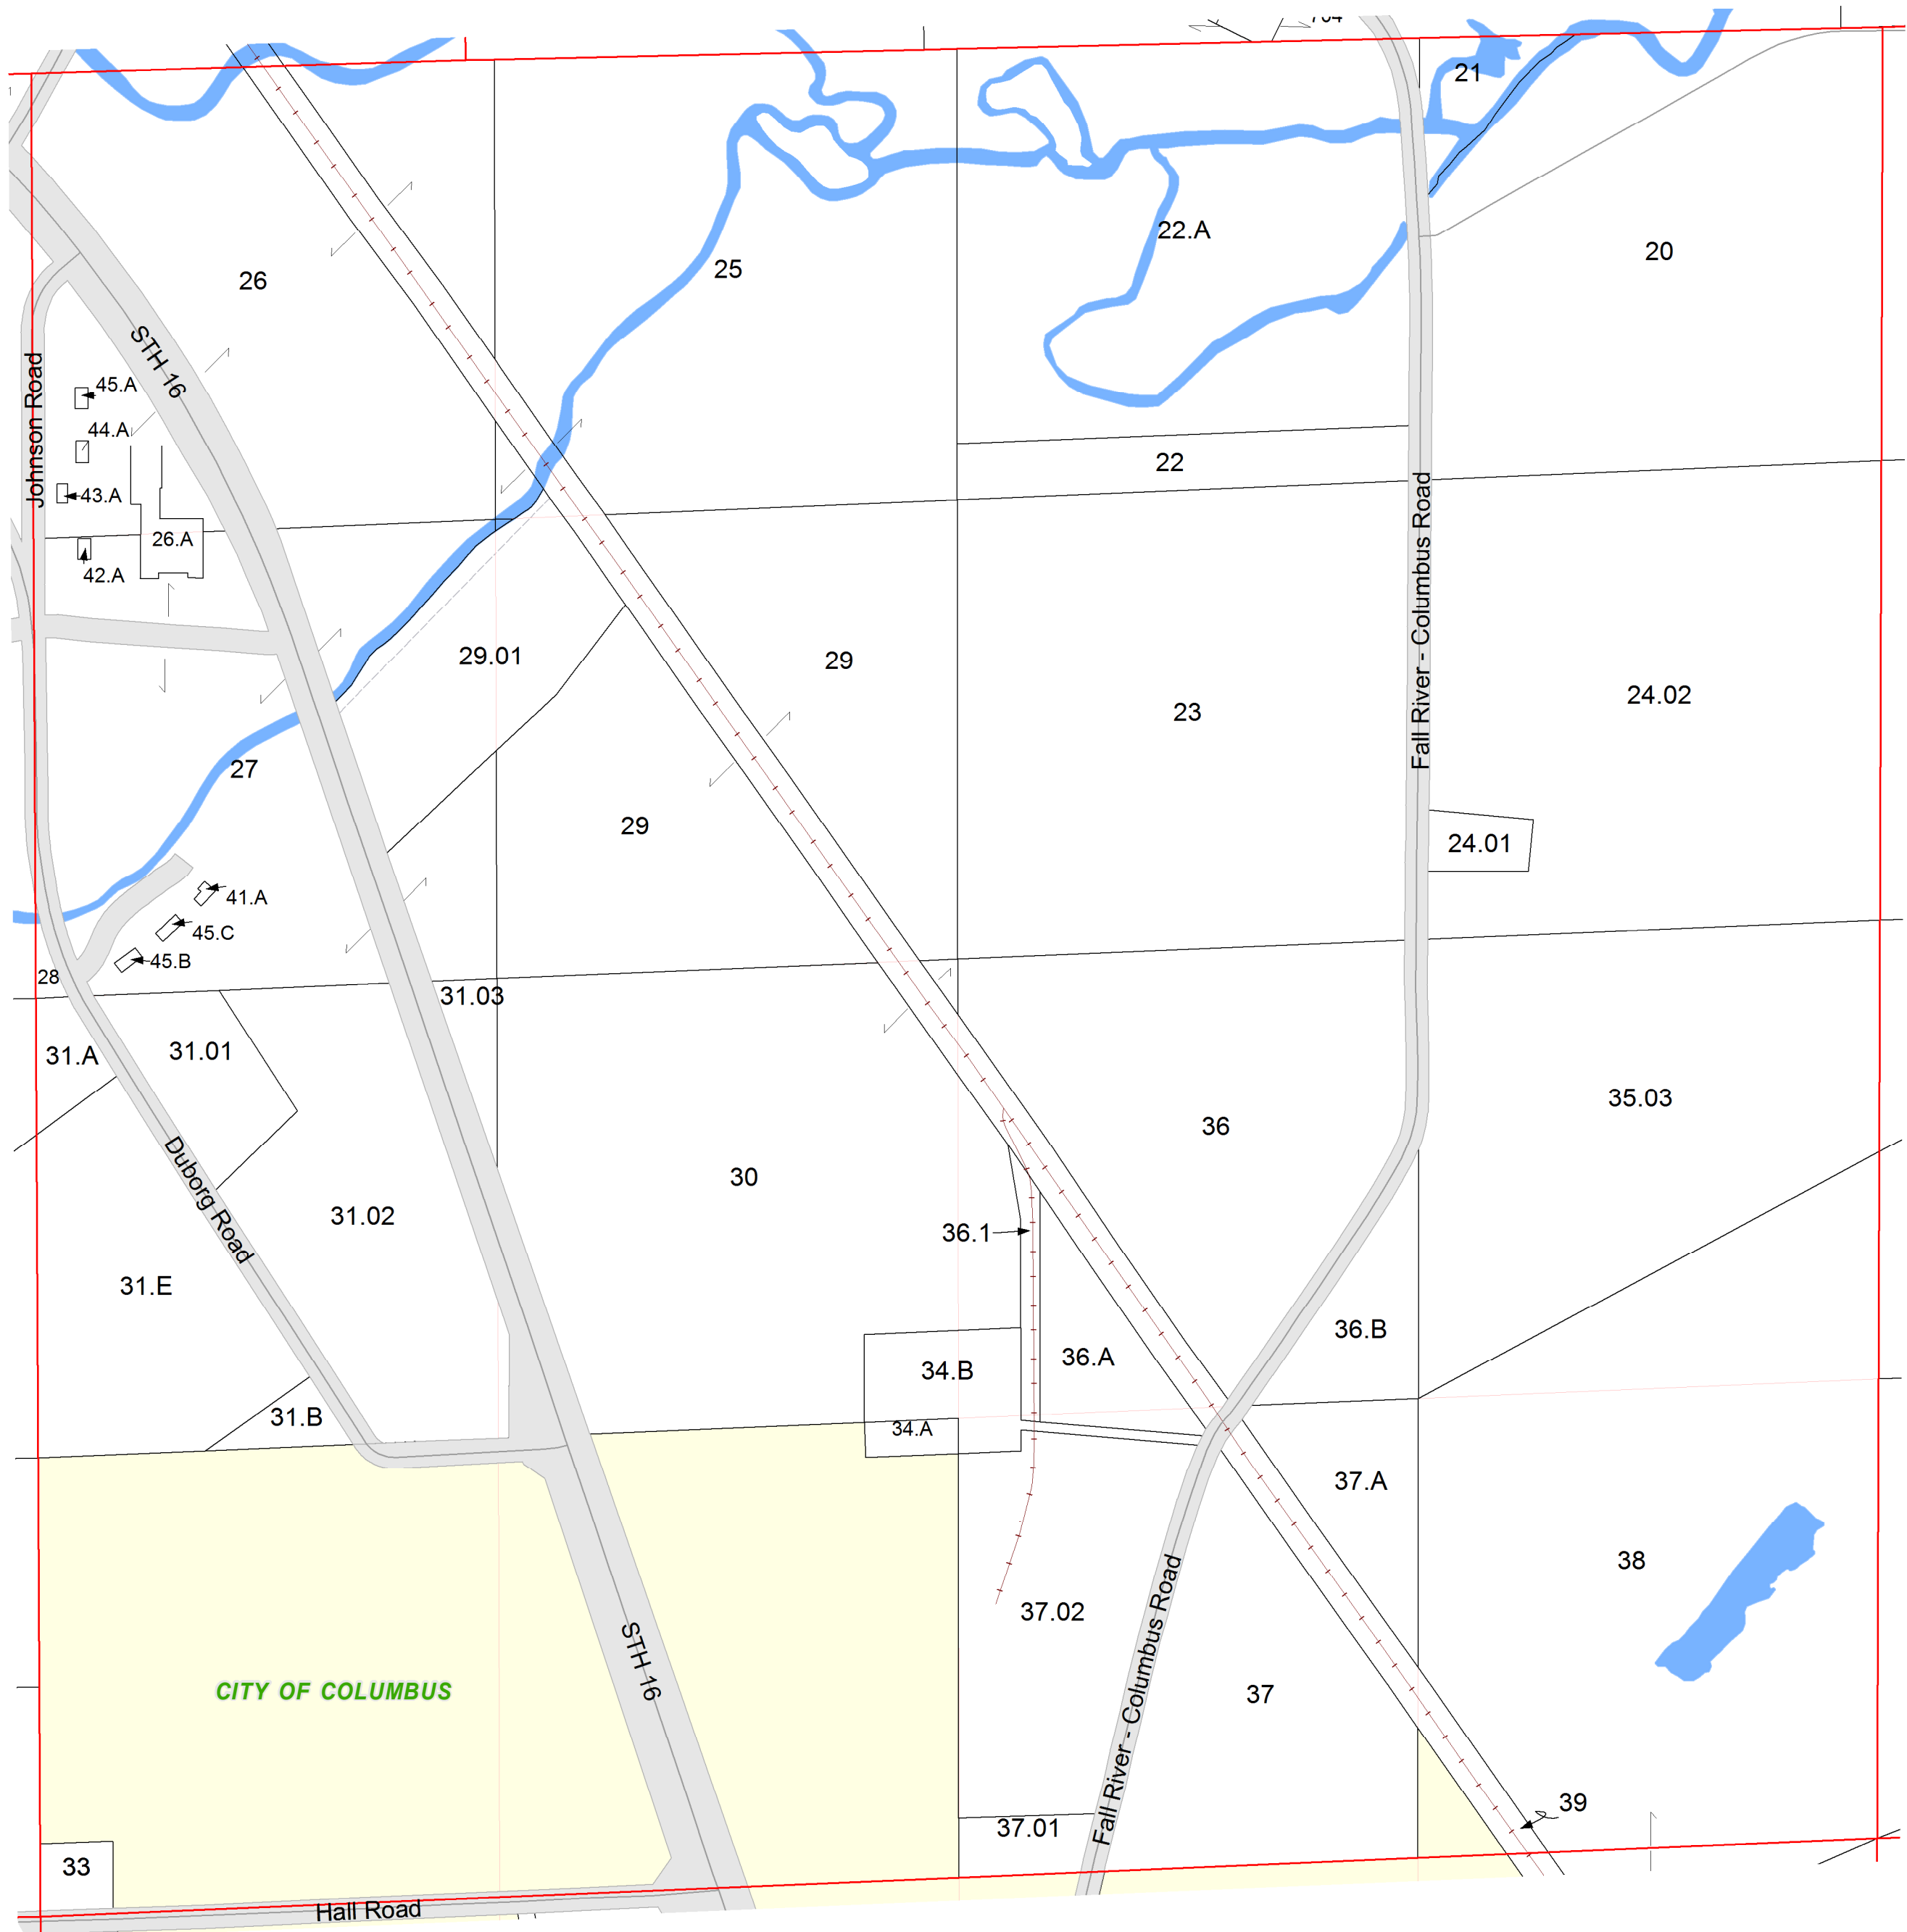 21
22.A
20
25
26
STH 16
Johnson Road
45.A
44.A
43.A
26.A
42.A
22
Fall River - Columbus Road
29.01
29
23
24.02
27
29
24.01
41.A
45.C
45.B
28
31.03
31.A
31.01
35.03
36
30
Duborg Road
31.02
36.1
31.E
36.B
36.A
34.B
31.B
34.A
37.A
38
37.02
Fall River - Columbus Road
STH 16
CITY OF COLUMBUS
37
39
37.01
33
Hall Road